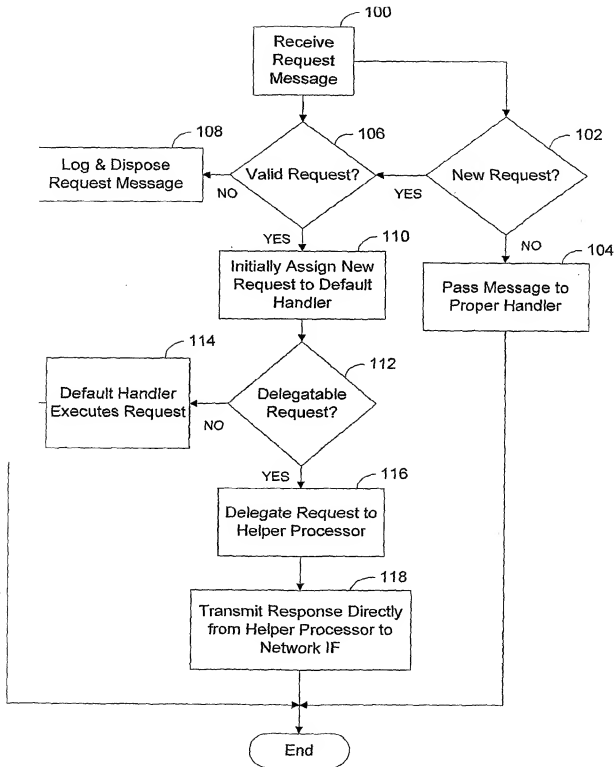 100
Receive
Request
Message
108
106
102
Log & Dispose
Request Message
NO
Valid Request?
YES
New Request?
YES
110
NO
104
Initially Assign New
Request to Default
Handler
Pass Message to
Proper Handler
114
112
Default Handler
Executes Request
NO
Delegatable
Request?
YES
116
Delegate Request to
Helper Processor
118
Transmit Response Directly
from Helper Processor to
Network IF
End